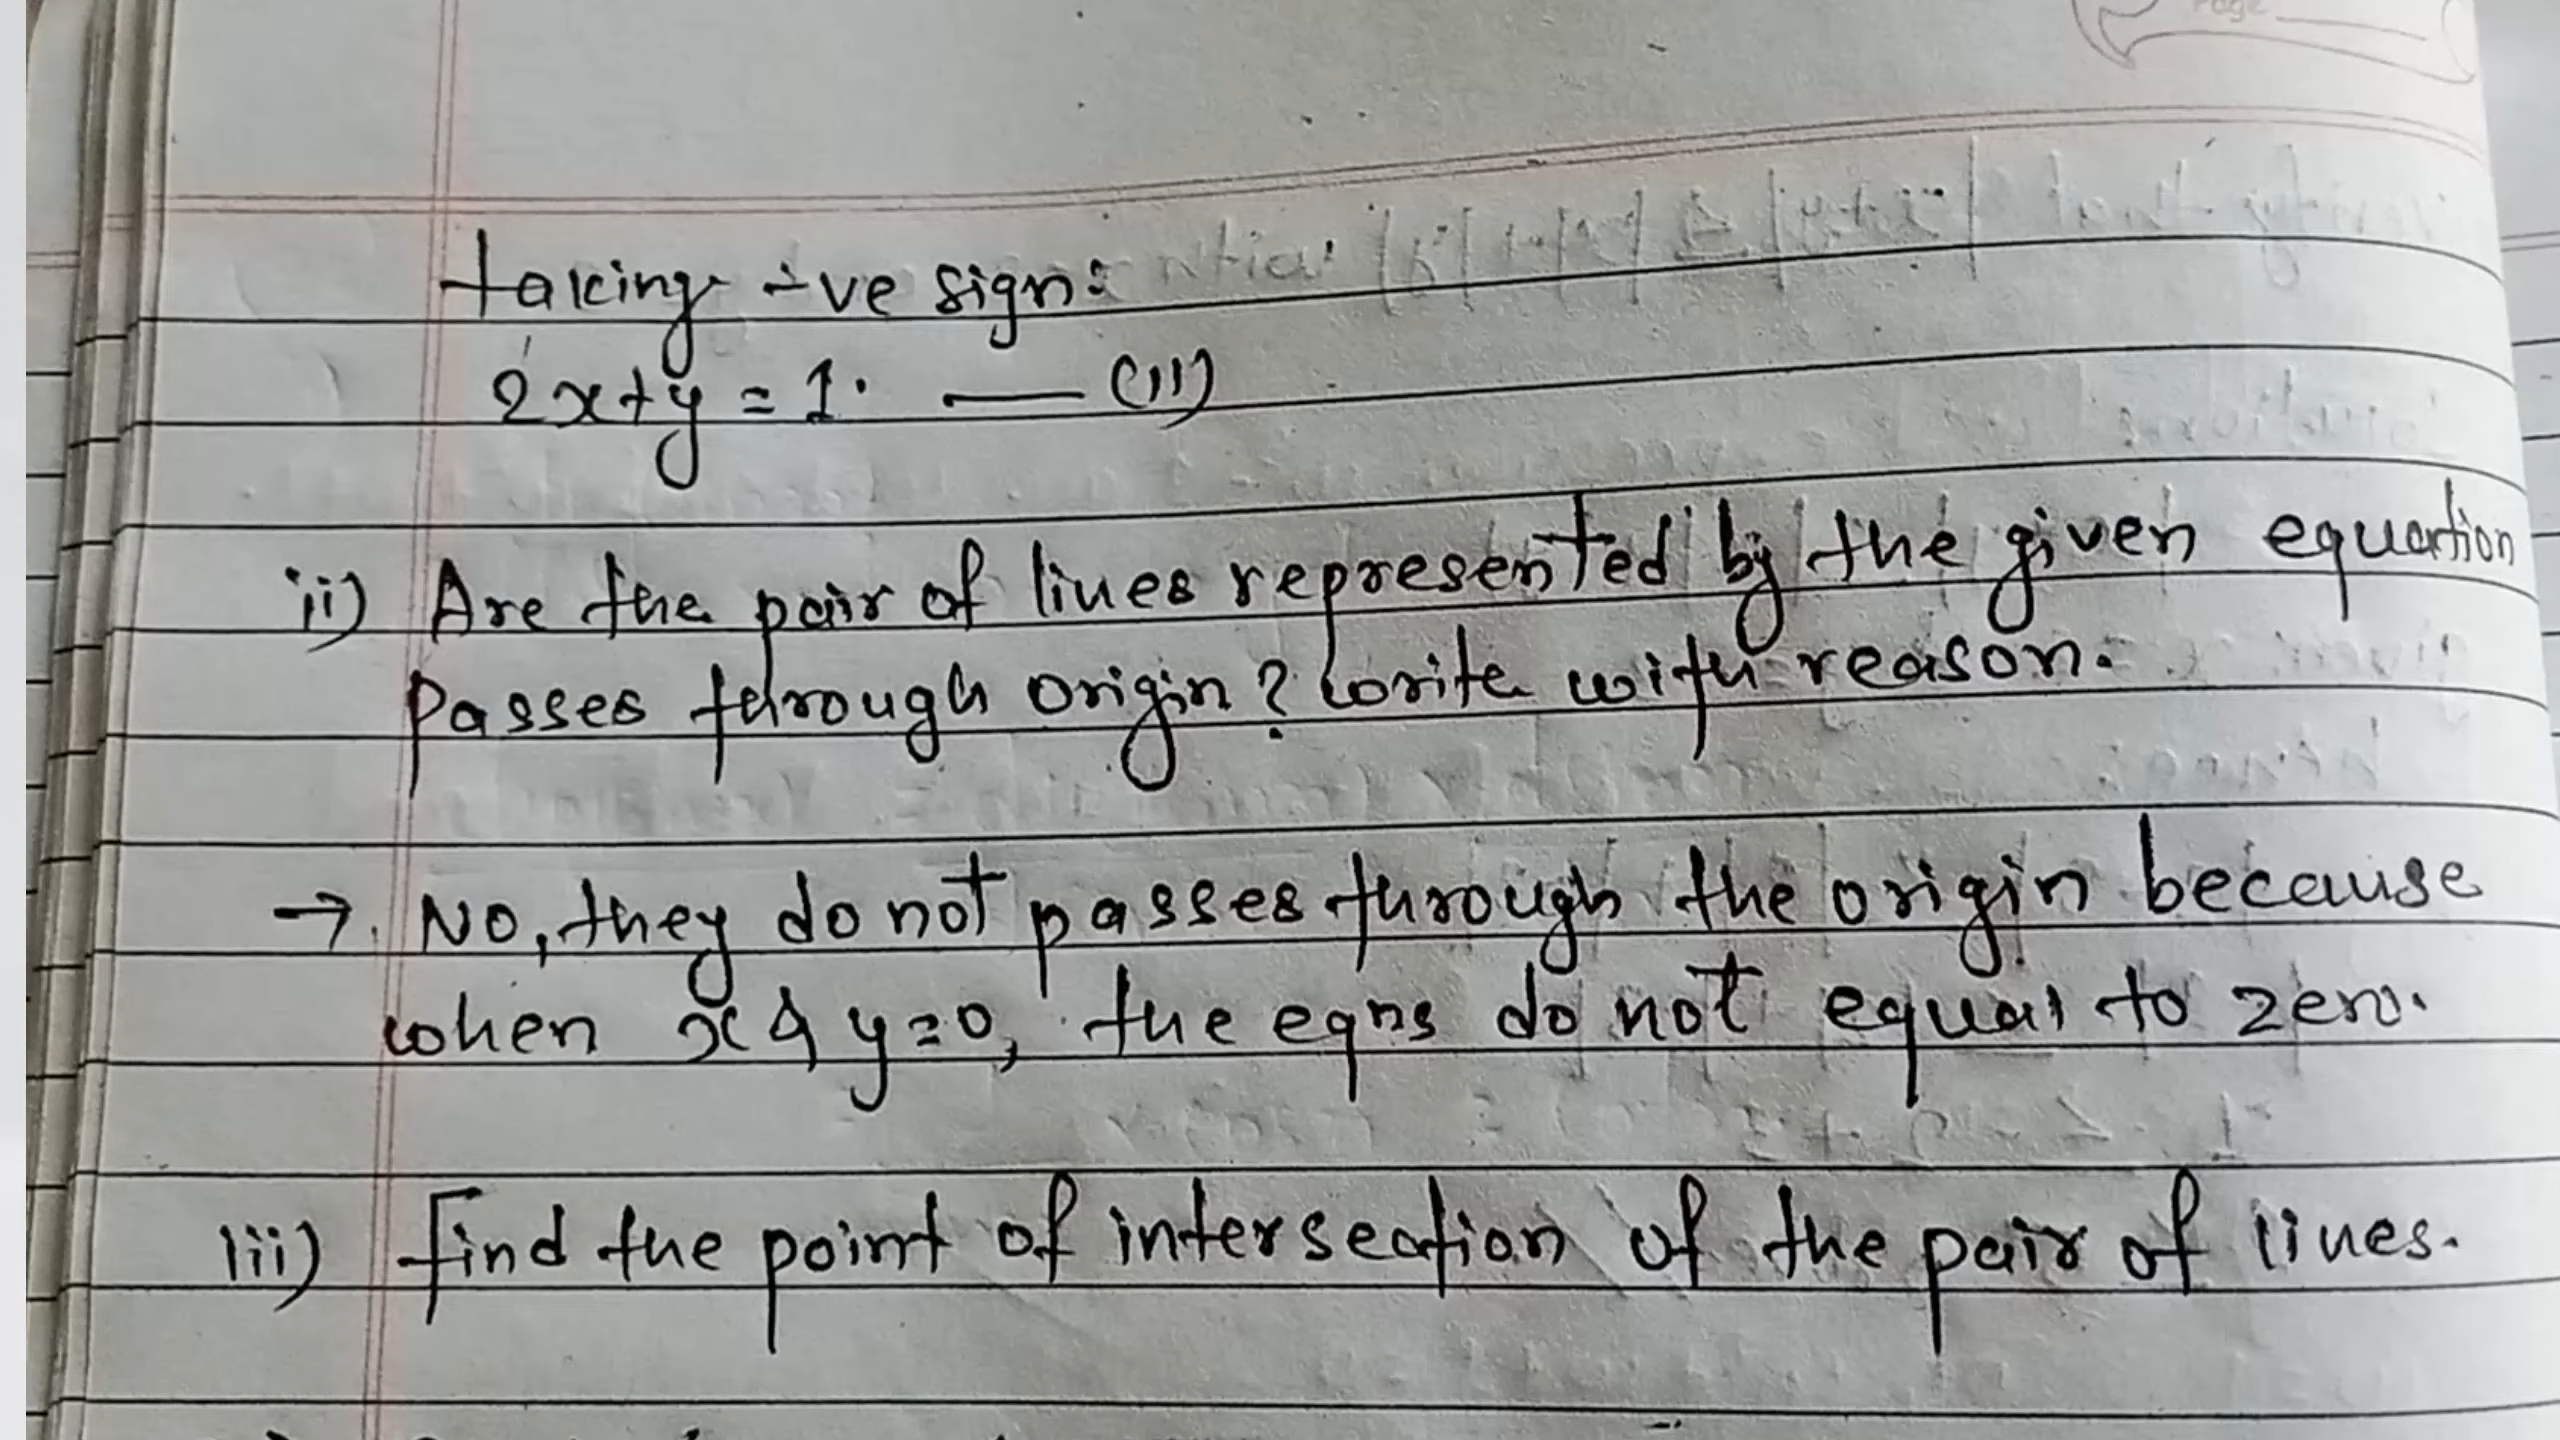 Page
taking -ve sign:
2x+y = 1. — (III)
ii) Are the pair of lines represented by the given equation
passes through origin? Write with reason.
→ No, they do not passes through the origin because
when x & y=0, the eqns do not equal to zero.
iii) find the point of intersection of the pair of lines.